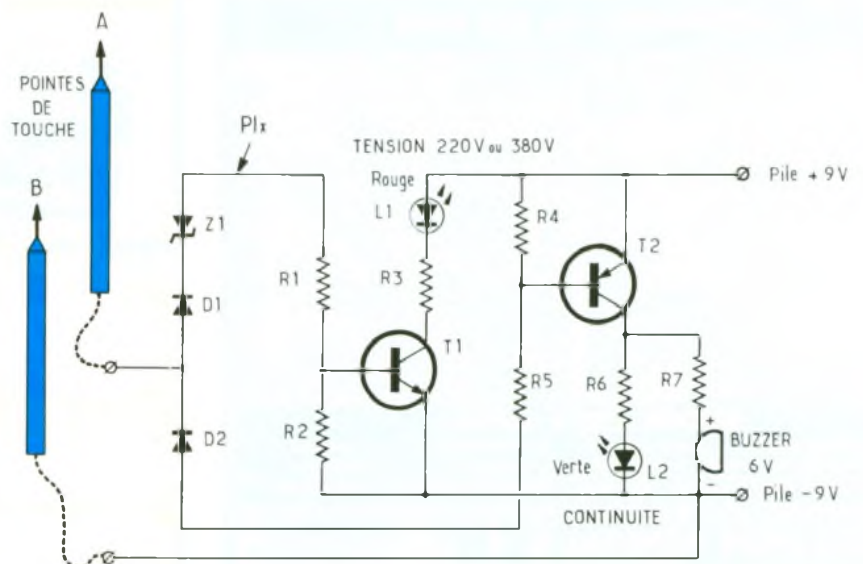 A
POINTES
DE
TOUCHE
B
PIx
TENSION 220V ou 380V
Rouge
L1
Z1
D1
D2
R1
R2
R3
T1
R4
R5
T2
R6
R7
Verte
L2
CONTINUITE
+
BUZZER
6V
-
Pile + 9V
Pile - 9V